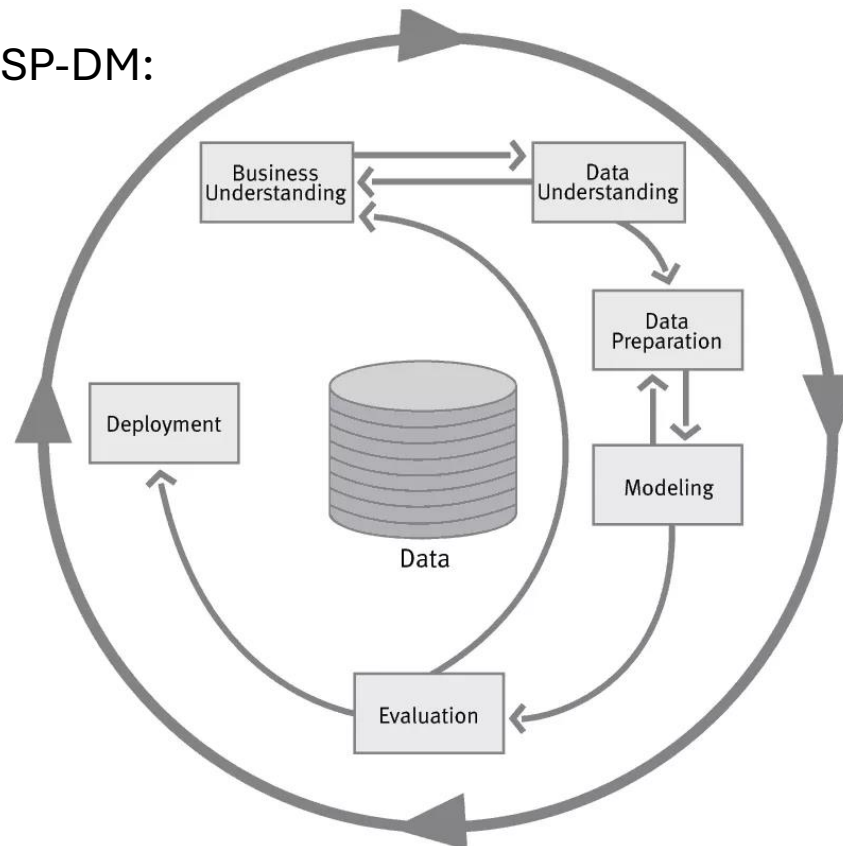 SP-DM:
Business
Understanding
Data
Understanding
Data
Preparation
Deployment
Modeling
Data
Evaluation